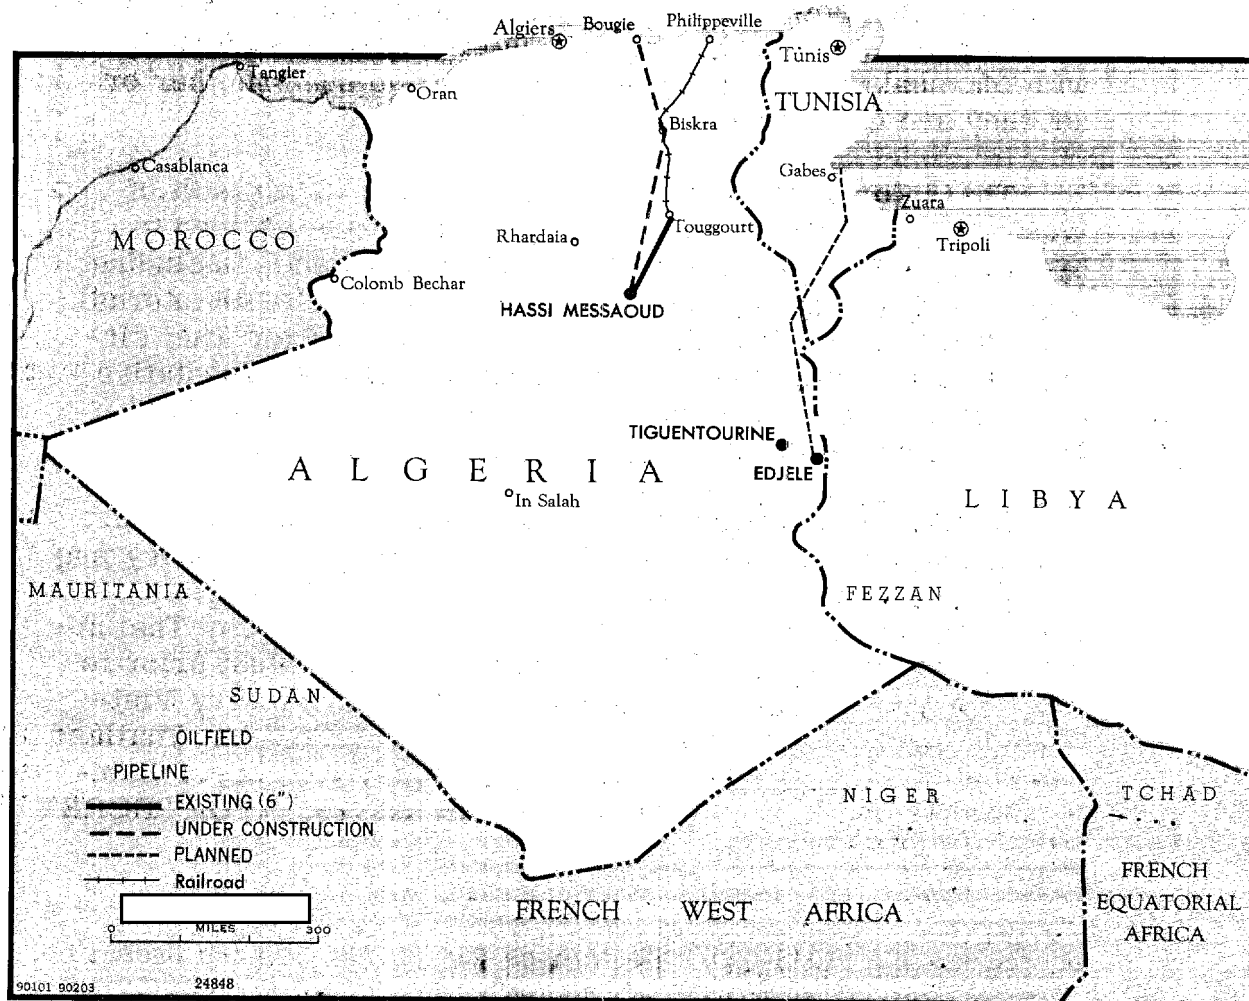 Algiers
Bougie
Philippeville
Tunis
Tangier
Oran
TUNISIA
Biskra
Casablanca
Gabes
Zuara
MOROCCO
Rhardaia
Touggourt
Tripoli
Colomb Bechar
HASSI MESSAOUD
TIGUENTOURINE
EDJELE
ALGERIA
In Salah
LIBYA
MAURITANIA
FEZZAN
SUDAN
OILFIELD
PIPELINE
EXISTING (6")
UNDER CONSTRUCTION
PLANNED
Railroad
0 MILES 300
NIGER
TCHAD
FRENCH WEST AFRICA
FRENCH
EQUATORIAL
AFRICA
90101 90203
24848